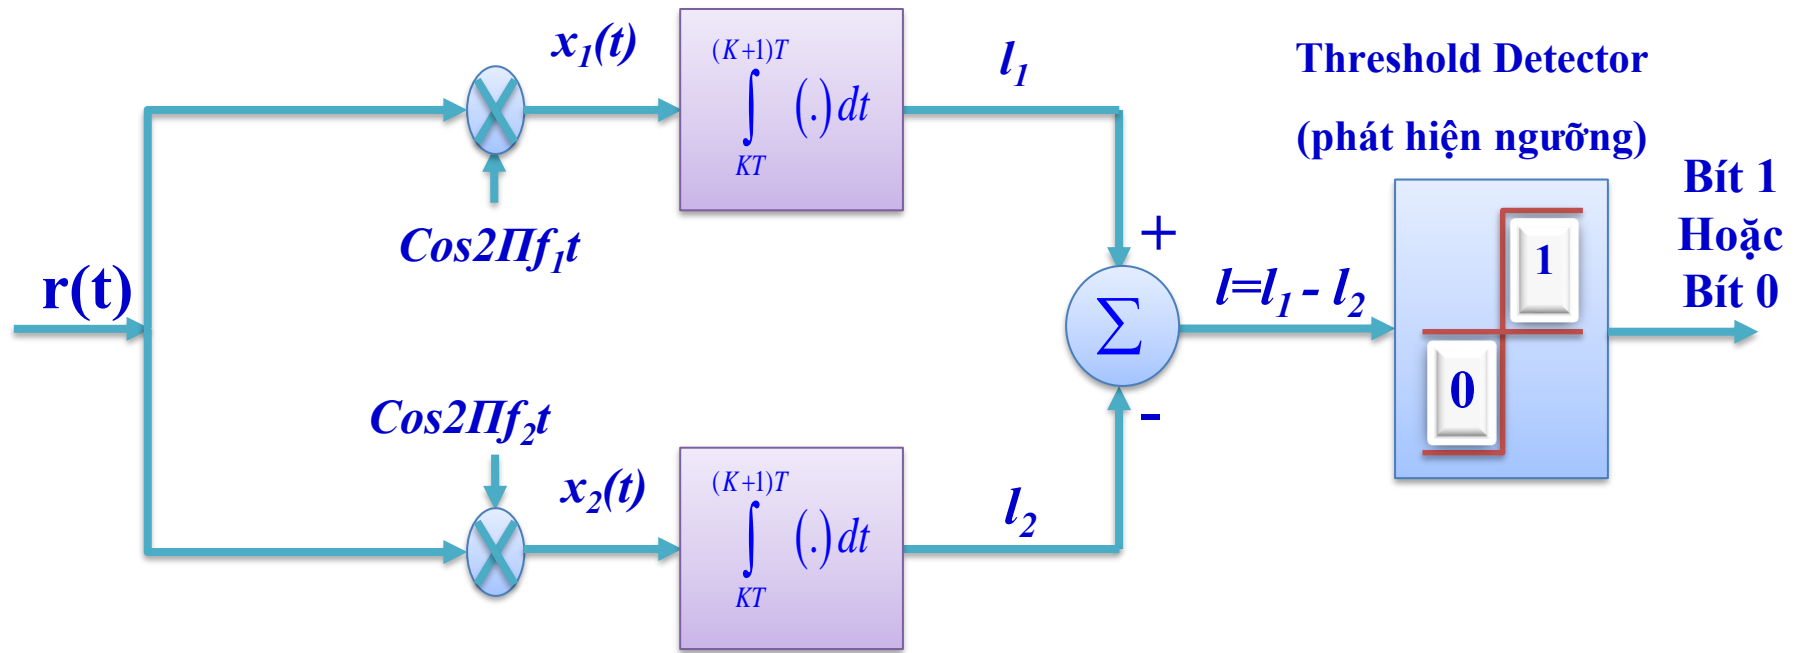 x₁(t)
(K+1)T
∫ (.) dt
KT
l₁
Threshold Detector
(phát hiện ngưỡng)
Bít 1
Hoặc
Bít 0
Cos2Πf₁t
+
r(t)
∑
l=l₁ - l₂
1
0
Cos2Πf₂t
-
x₂(t)
(K+1)T
∫ (.) dt
KT
l₂